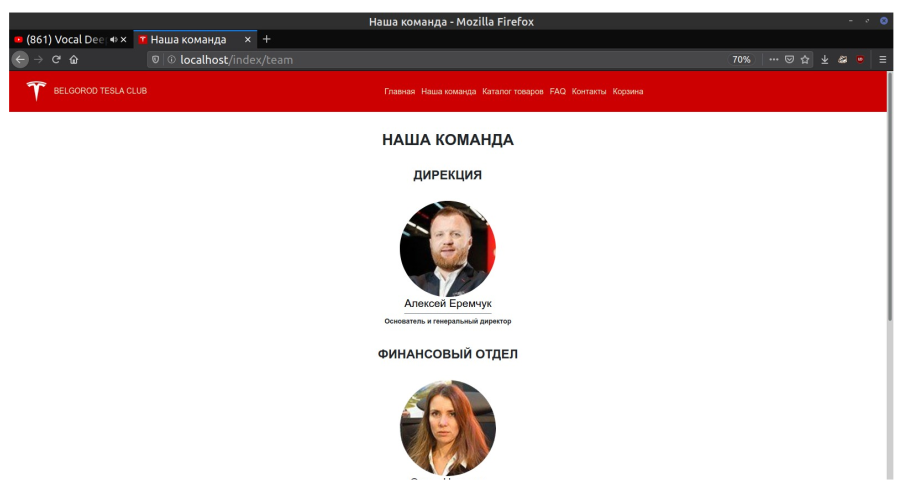 Наша команда - Mozilla Firefox
(861) Vocal Dee
Наша команда
localhost/index/team
70%
BELGOROD TESLA CLUB
Главная Наша команда Каталог товаров FAQ Контакты Корзина
НАША КОМАНДА
ДИРЕКЦИЯ
Алексей Еремчук
Основатель и генеральный директор
ФИНАНСОВЫЙ ОТДЕЛ